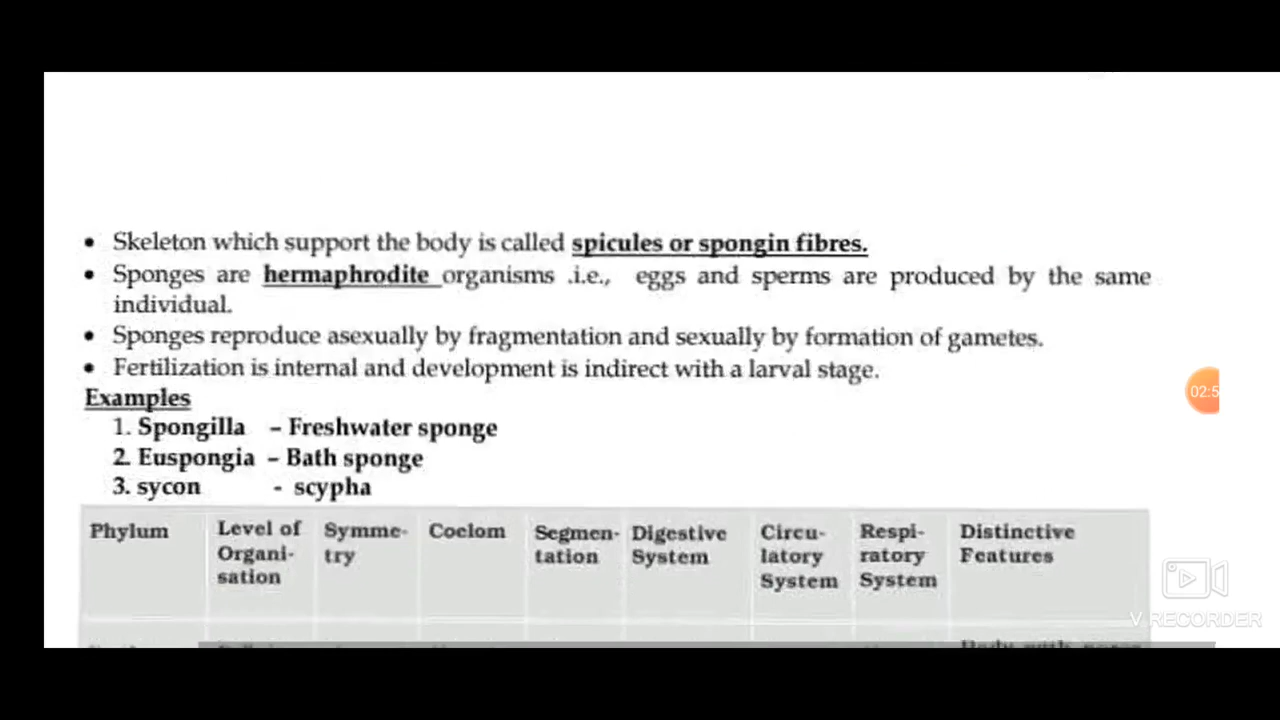 • Skeleton which support the body is called spicules or spongin fibres.
• Sponges are hermaphrodite organisms .i.e., eggs and sperms are produced by the same
individual.
• Sponges reproduce asexually by fragmentation and sexually by formation of gametes.
• Fertilization is internal and development is indirect with a larval stage.
Examples
1. Spongilla – Freshwater sponge
2. Euspongia – Bath sponge
3. sycon - scypha
Phylum Level of Organi- sation Symme- try Coelom Segmen- tation Digestive System Circu- latory System Respi- ratory System Distinctive Features
02:5
V RECORDER